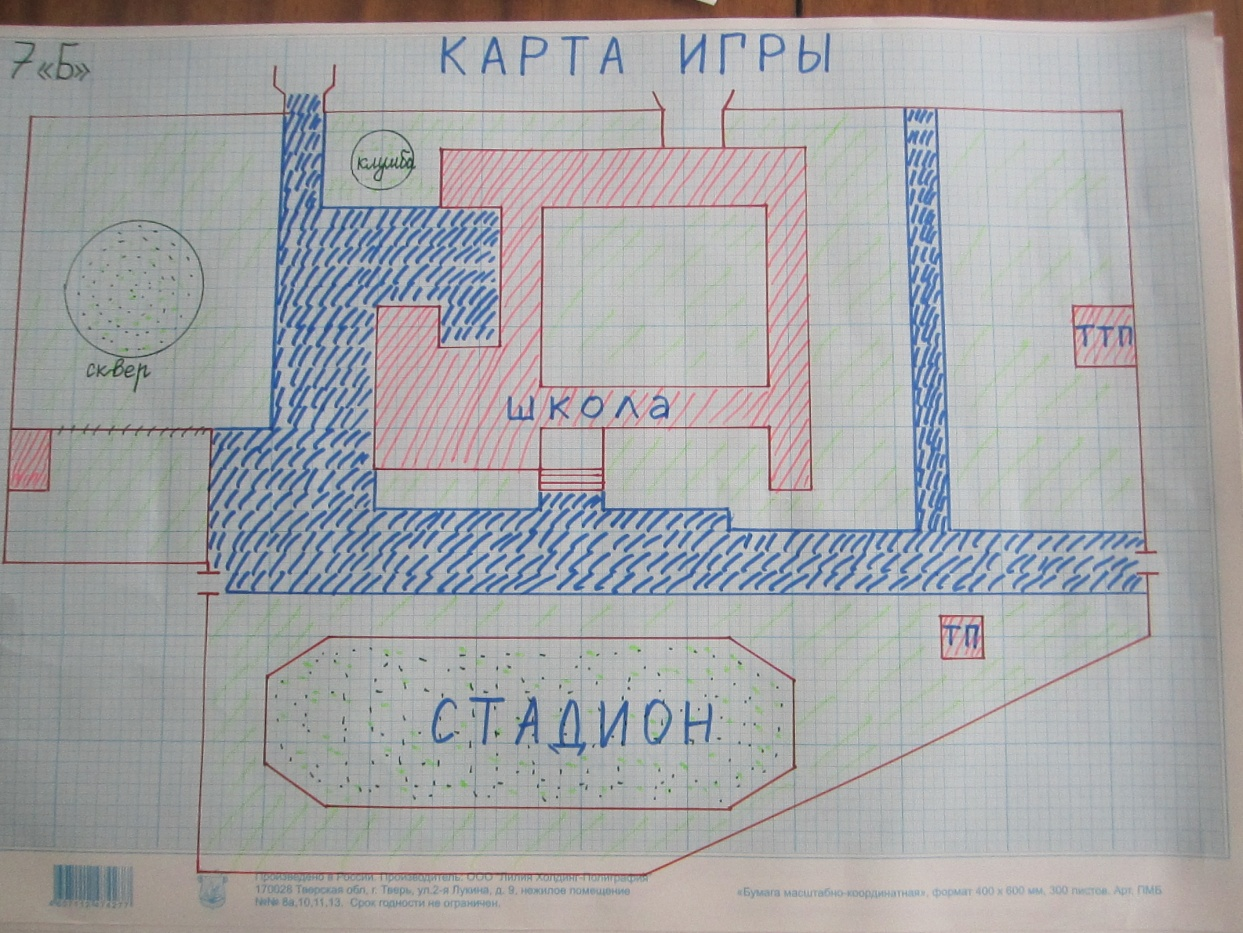 7«Б»
КАРТА ИГРЫ
клумба
сквер
ТТП
школа
ТП
СТАДИОН
Произведено в России. Производитель: ООО "Лилия Холдинг-Полиграфия"
170028 Тверская обл, г. Тверь, ул.2-я Лукина, д. 9, нежилое помещение
№№ 8а,10,11,13. Срок годности не ограничен.
«Бумага масштабно-координатная», формат 400 x 600 мм, 300 листов. Арт. ПМБ